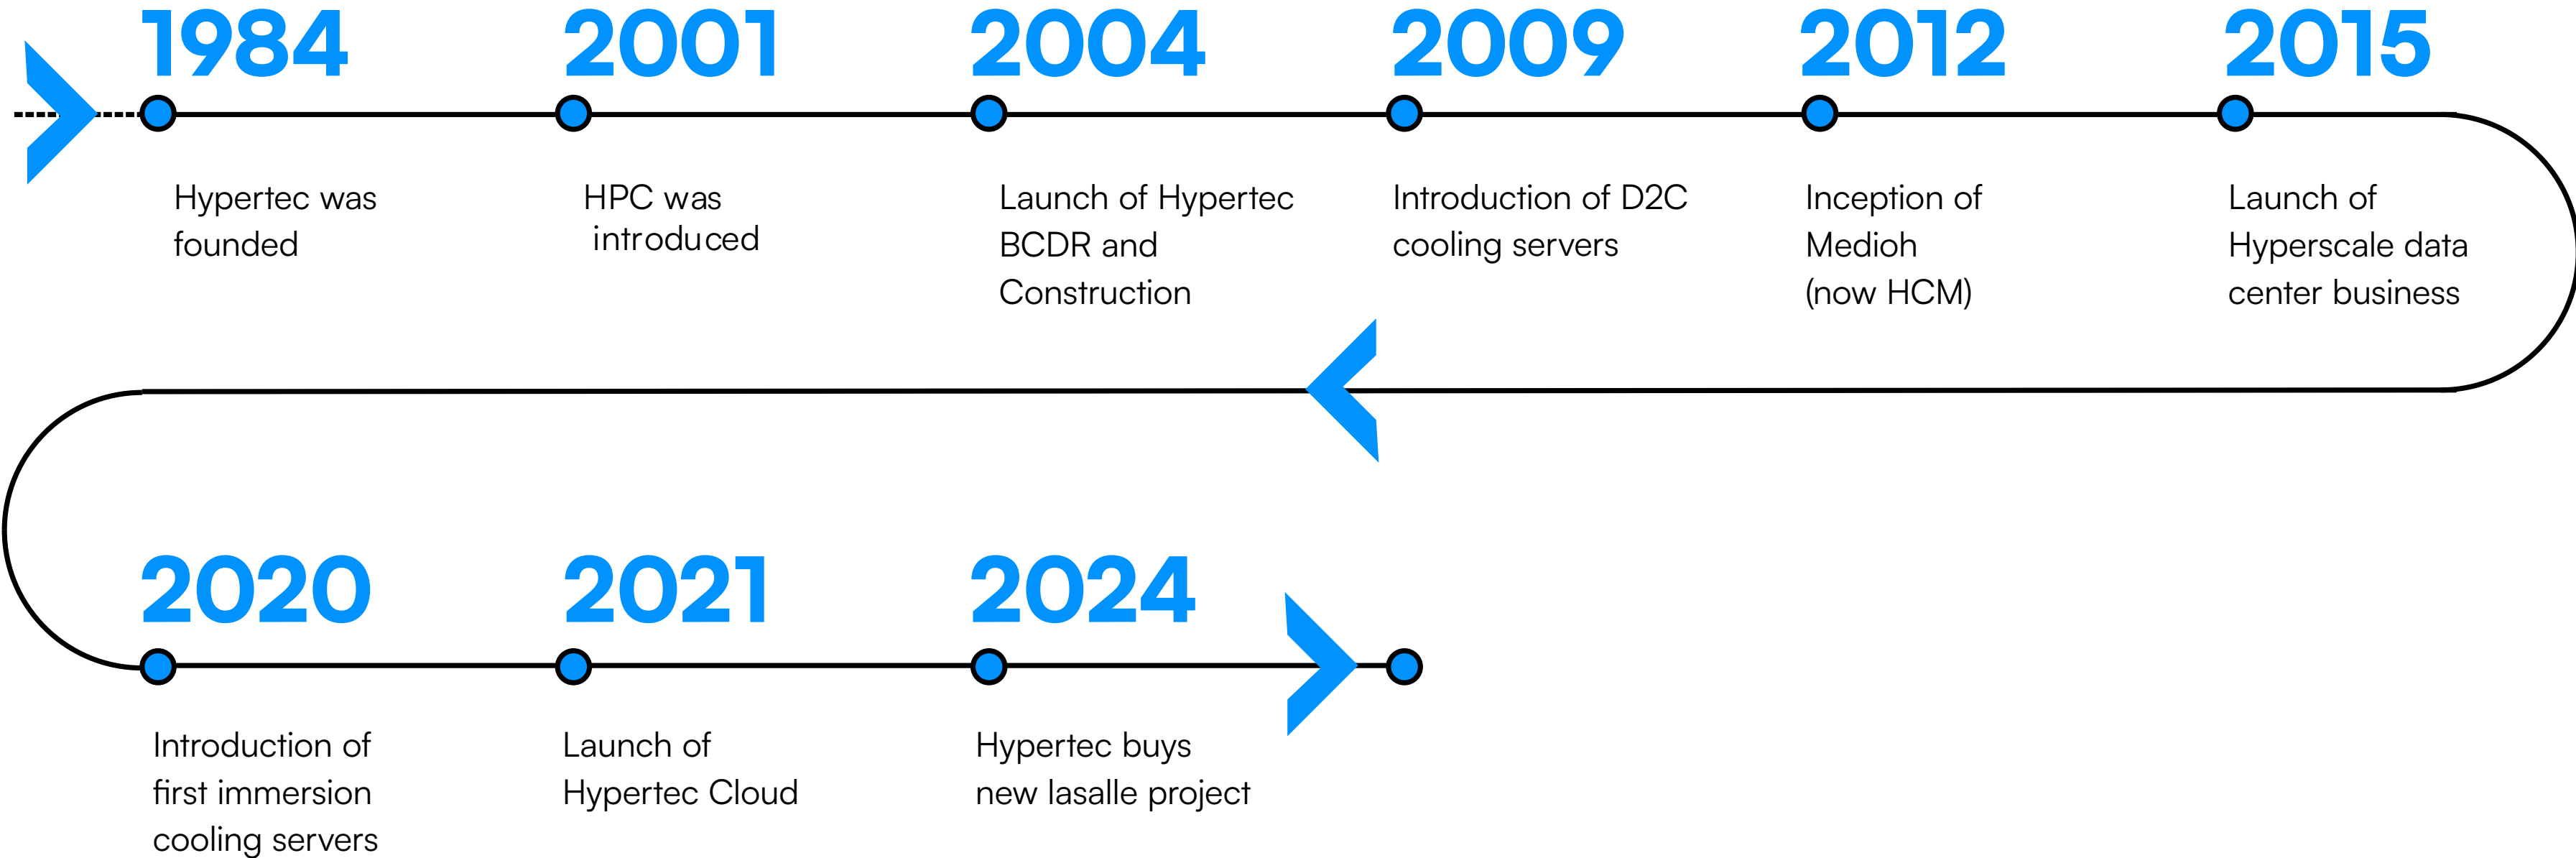 1984
2001
2004
2009
2012
2015
Hypertec was
founded
HPC was
introduced
Launch of Hypertec
BCDR and
Construction
Introduction of D2C
cooling servers
Inception of
Medioh
(now HCM)
Launch of
Hyperscale data
center business
2020
2021
2024
Introduction of
first immersion
cooling servers
Launch of
Hypertec Cloud
Hypertec buys
new lasalle project